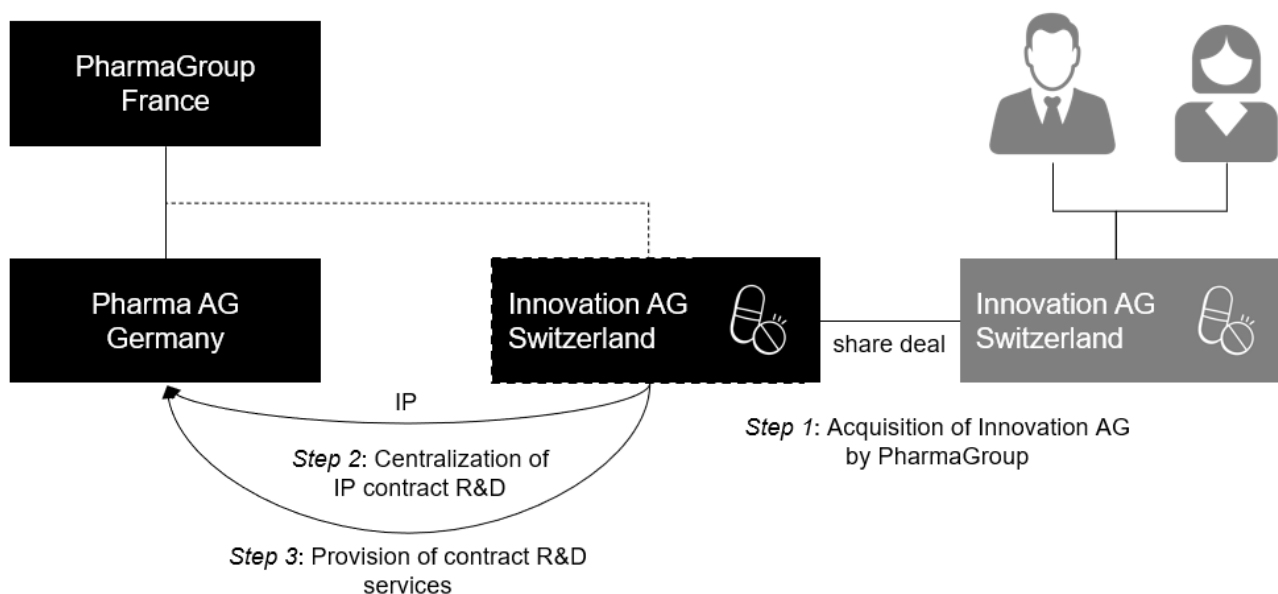 PharmaGroup
France
Pharma AG
Germany
Innovation AG
Switzerland
share deal
Innovation AG
Switzerland
IP
Step 1: Acquisition of Innovation AG
by PharmaGroup
Step 2: Centralization of
IP contract R&D
Step 3: Provision of contract R&D
services